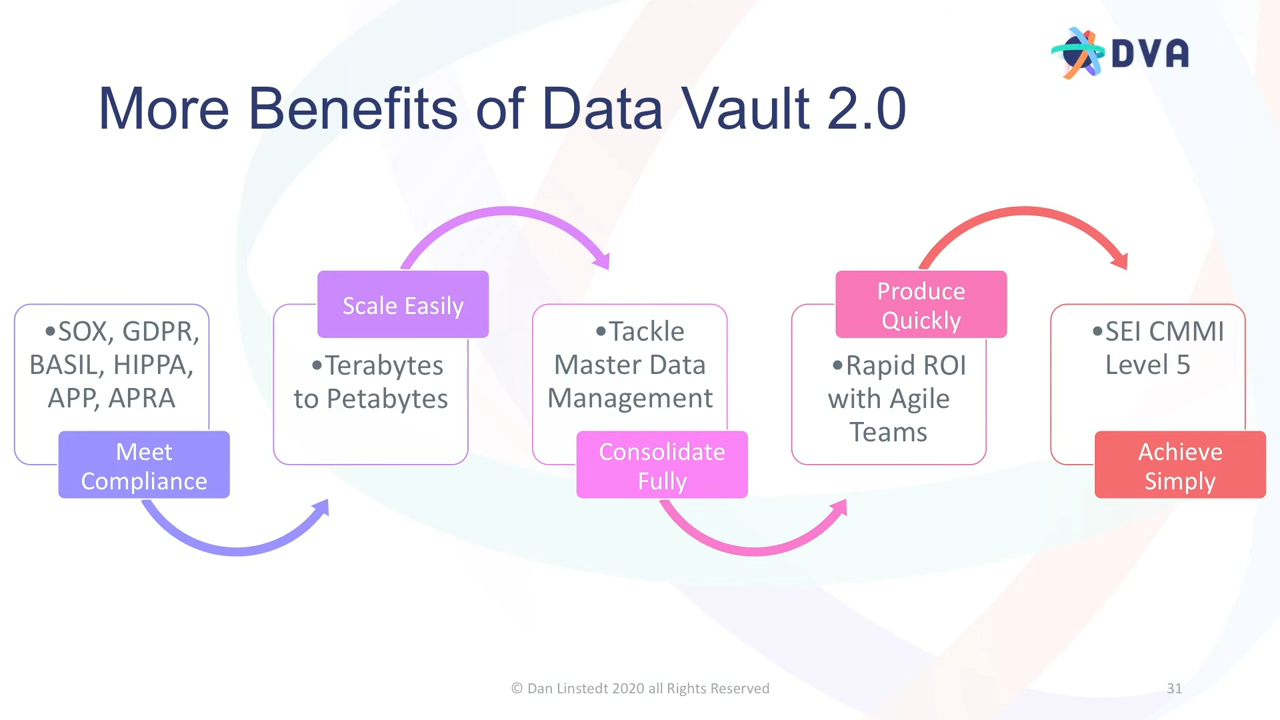 DVA
More Benefits of Data Vault 2.0
•SOX, GDPR,
BASIL, HIPPA,
APP, APRA
Meet
Compliance
Scale Easily
•Terabytes
to Petabytes
•Tackle
Master Data
Management
Consolidate
Fully
Produce
Quickly
•Rapid ROI
with Agile
Teams
•SEI CMMI
Level 5
Achieve
Simply
© Dan Linstedt 2020 all Rights Reserved
31